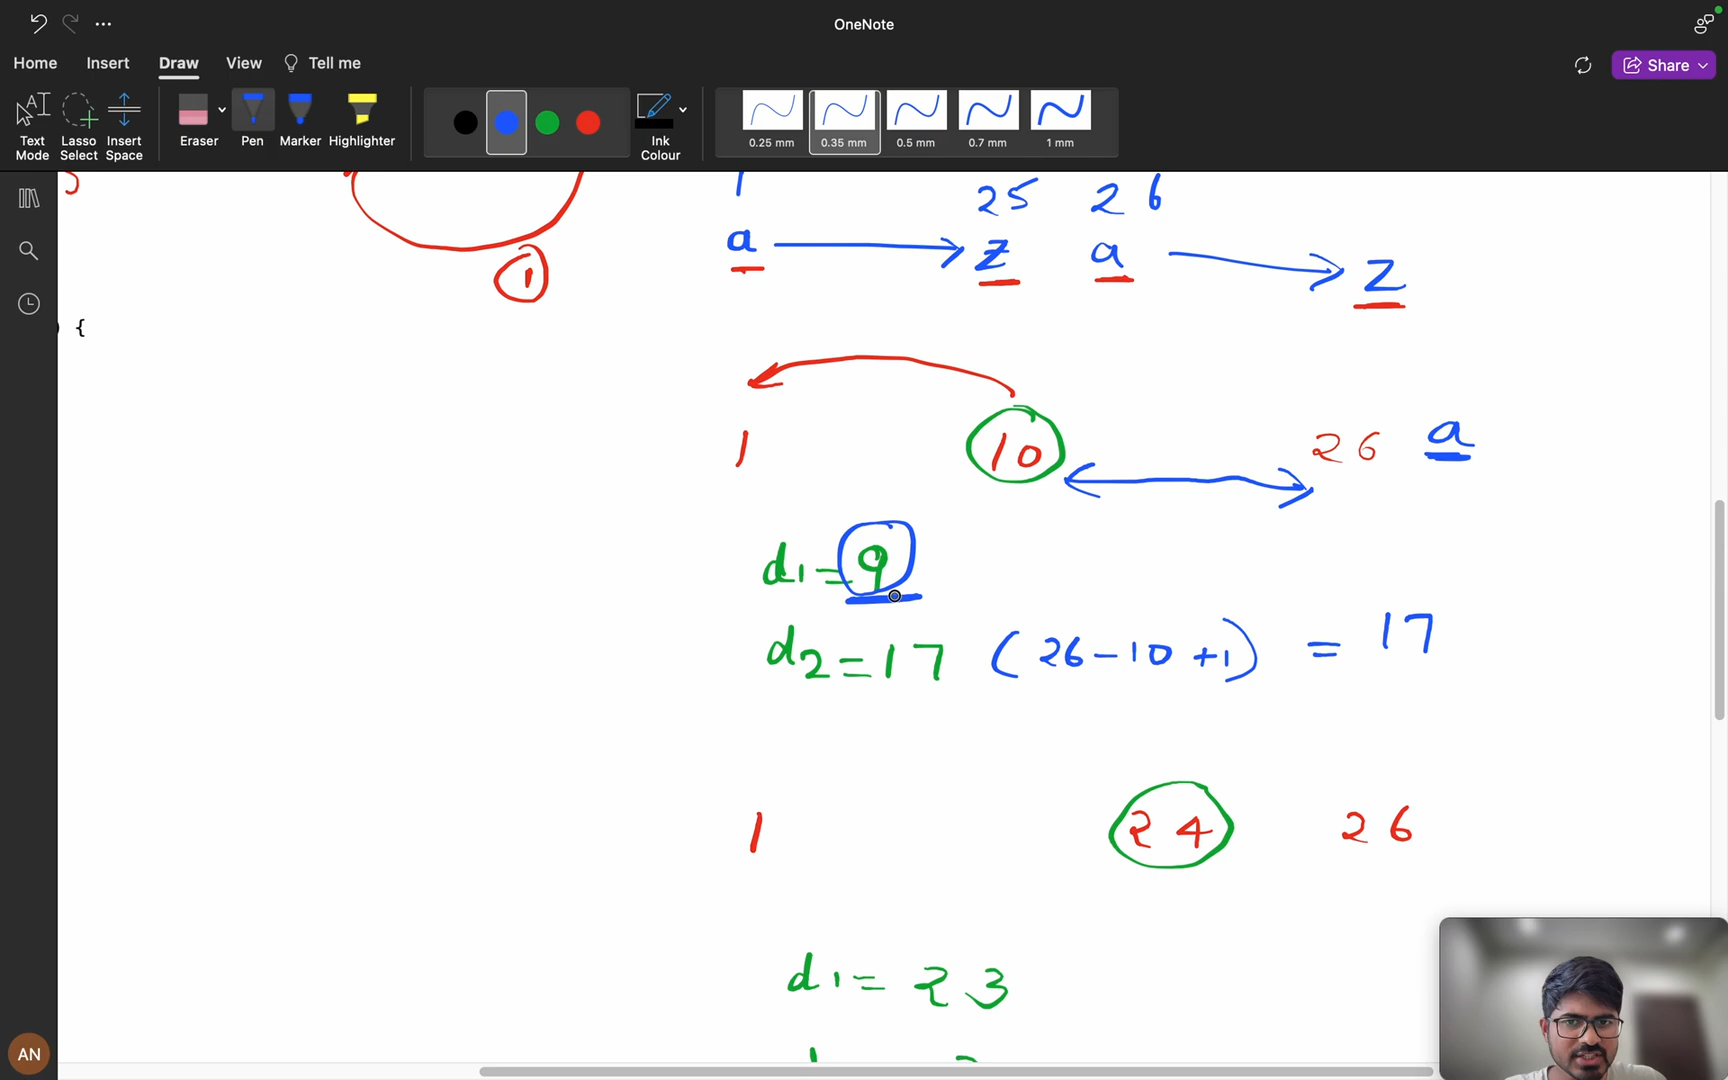 OneNote
Home Insert Draw View Tell me
Share
Text Mode
Lasso Select
Insert Space
Eraser
Pen
Marker
Highlighter
Ink Colour
0.25 mm
0.35 mm
0.5 mm
0.7 mm
1 mm
1 25 26
a z a z
1
) {
1 10 26 a
d1 = 9
d2 = 17 (26 - 10 + 1) = 17
1 24 26
d1 = 23
AN